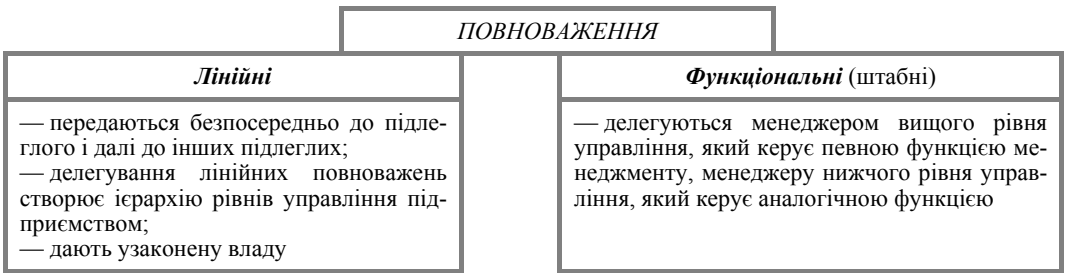 ПОВНОВАЖЕННЯ
Лінійні
— передаються безпосередньо до підле-
глого і далі до інших підлеглих;
— делегування лінійних повноважень
створює ієрархію рівнів управління під-
приємством;
— дають узаконену владу
Функціональні (штабні)
— делегуються менеджером вищого рівня
управління, який керує певною функцією ме-
неджменту, менеджеру нижчого рівня управ-
ління, який керує аналогічною функцією